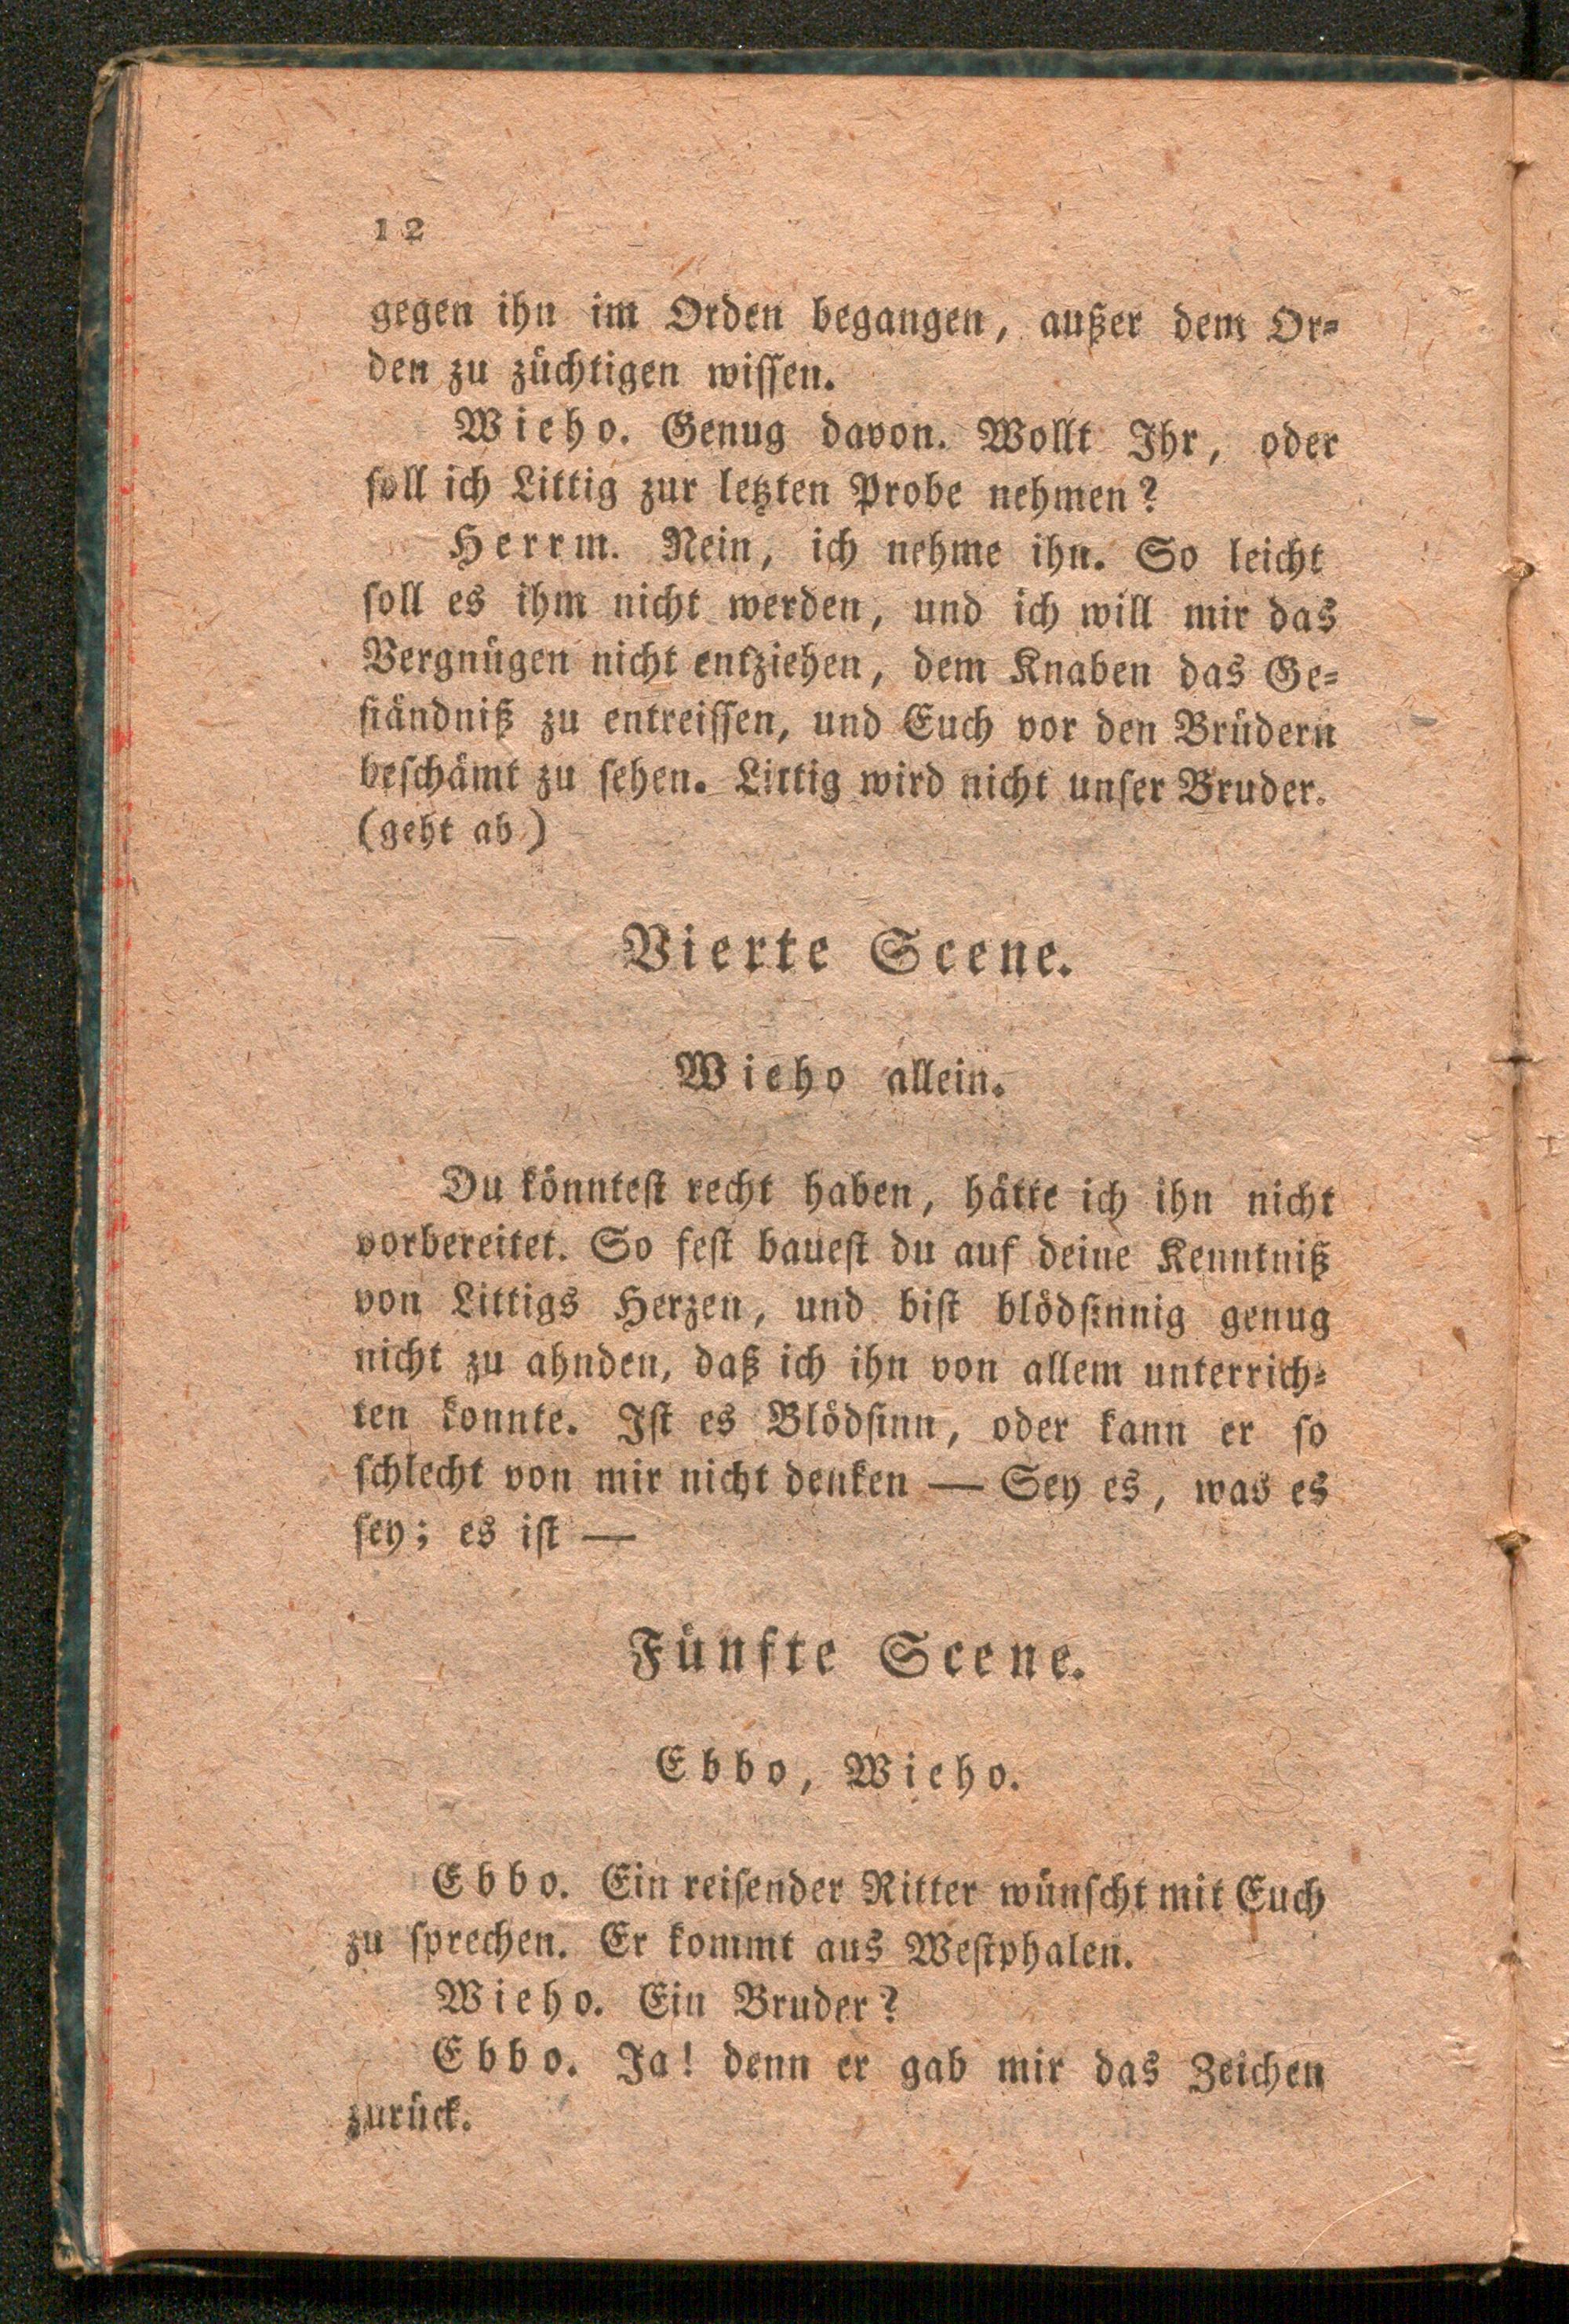 12
gegen ihn im Orden begangen, außer dem Or-
den zu züchtigen wissen.
Wieho. Genug davon. Wollt Ihr, oder
soll ich Littig zur letzten Probe nehmen?
Herrm. Nein, ich nehme ihn. So leicht
soll es ihm nicht werden, und ich will mir das
Vergnügen nicht entziehen, dem Knaben das Ge-
ständniß zu entreissen, und Euch vor den Brüdern
beschämt zu sehen. Littig wird nicht unser Bruder.
(geht ab)
Vierte Scene.
Wieho allein.
Du könntest recht haben, hätte ich ihn nicht
vorbereitet. So fest bauest du auf deine Kenntniß
von Littigs Herzen, und bist blödsinnig genug
nicht zu ahnden, daß ich ihn von allem unterrich-
ten konnte. Ist es Blödsinn, oder kann er so
schlecht von mir nicht denken — Sey es, was es
sey; es ist —
Fünfte Scene.
Ebbo, Wieho.
Ebbo. Ein reisender Ritter wünscht mit Euch
zu sprechen. Er kommt aus Westphalen.
Wieho. Ein Bruder?
Ebbo. Ja! denn er gab mir das Zeichen
zurück.